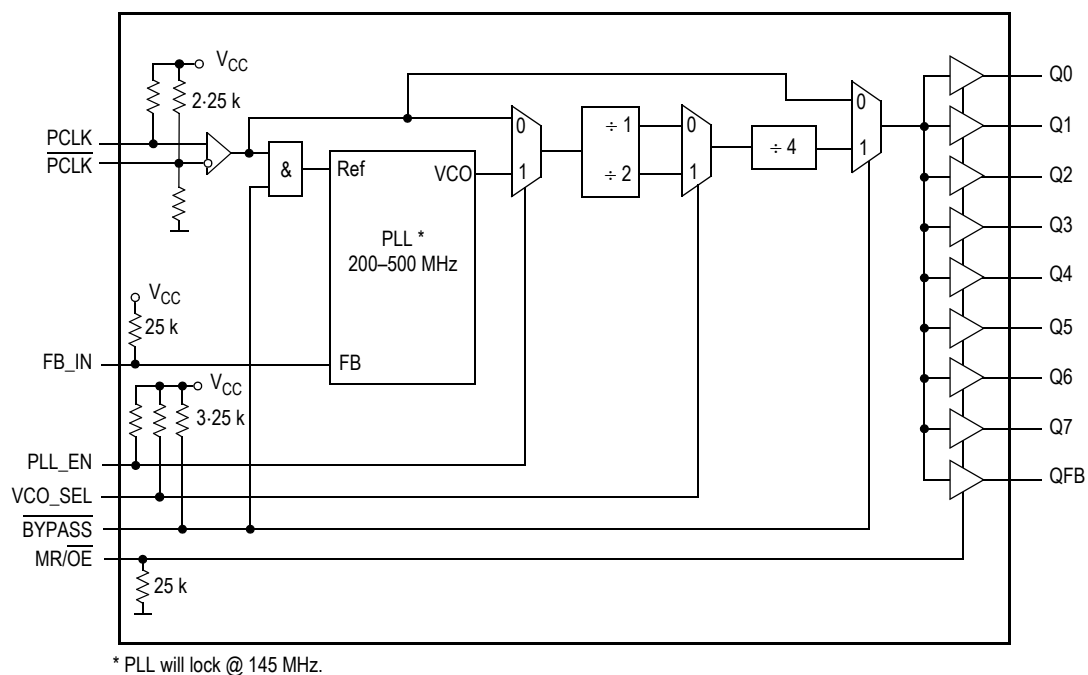 V_CC
2·25 k
PCLK
PCLK
&
Ref
VCO
PLL *
200–500 MHz
FB
0
1
÷ 1
÷ 2
0
1
÷ 4
0
1
Q0
Q1
Q2
Q3
Q4
Q5
Q6
Q7
QFB
V_CC
25 k
FB_IN
V_CC
3·25 k
PLL_EN
VCO_SEL
BYPASS
MR/OE
25 k
* PLL will lock @ 145 MHz.